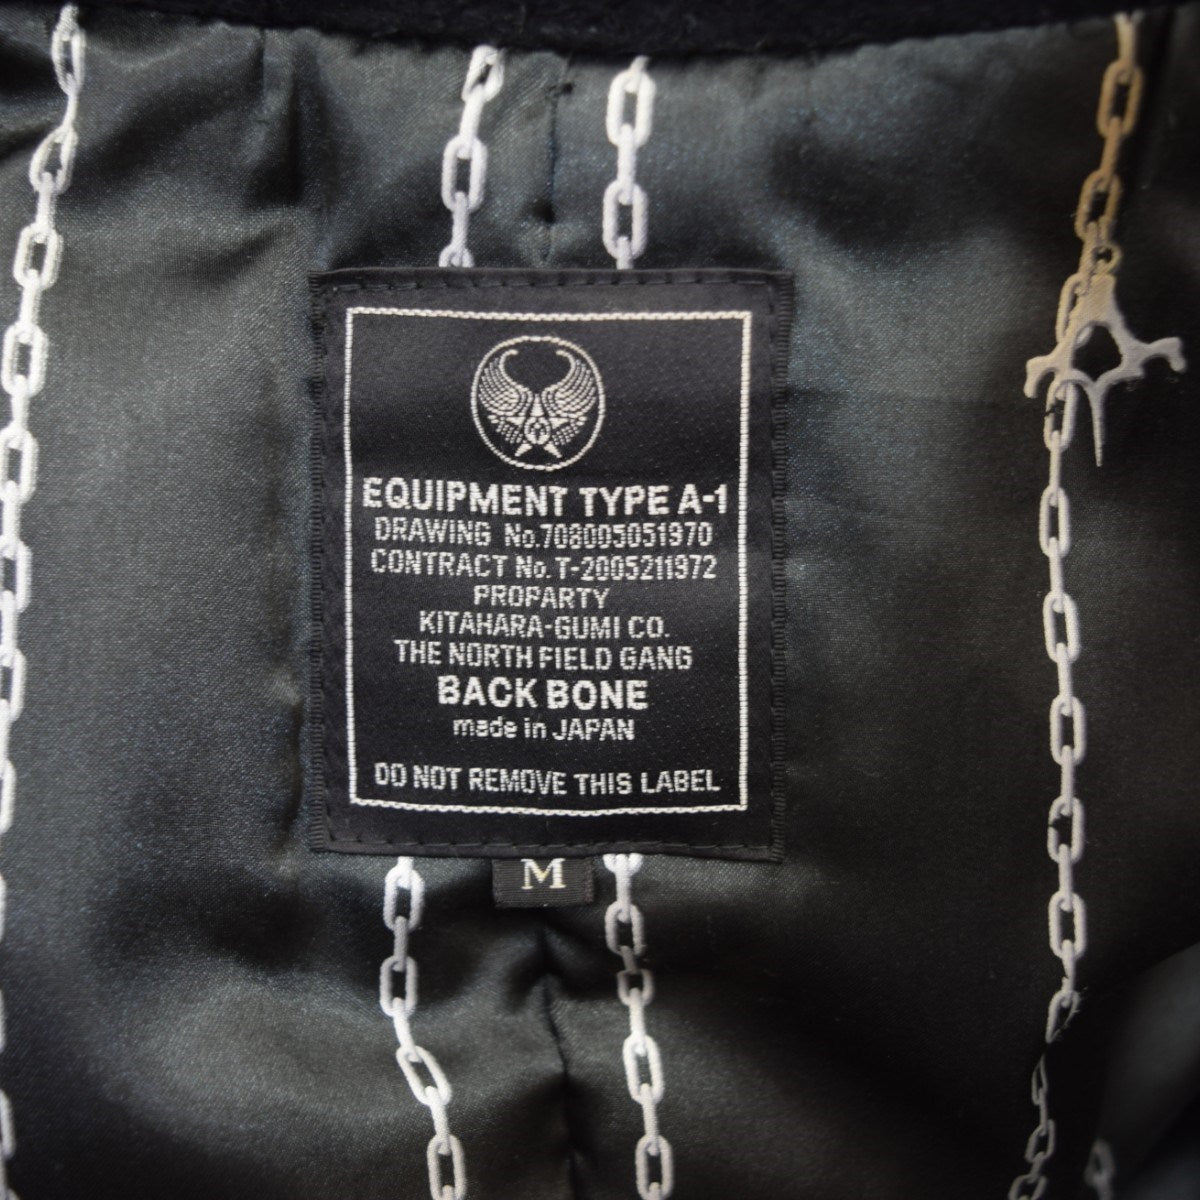 EQUIPMENT TYPE A-1
DRAWING No.708005051970
CONTRACT No. T-2005211972
PROPARTY
KITAHARA-GUMI CO.
THE NORTH FIELD GANG
BACK BONE
made in JAPAN
DO NOT REMOVE THIS LABEL
M